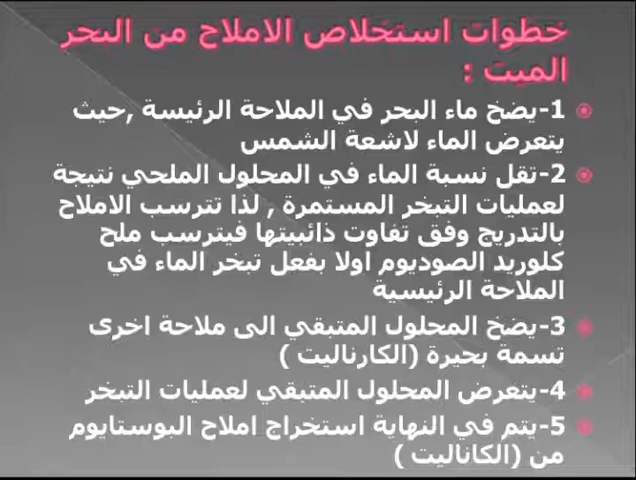 خطوات استخلاص الاملاح من البحر
الميت :
1-يضخ ماء البحر في الملاحة الرئيسة ,حيث
يتعرض الماء لاشعة الشمس
2-تقل نسبة الماء في المحلول الملحي نتيجة
لعمليات التبخر المستمرة , لذا تترسب الاملاح
بالتدريج وفق تفاوت ذائبيتها فيترسب ملح
كلوريد الصوديوم اولا بفعل تبخر الماء في
الملاحة الرئيسية
3-يضخ المحلول المتبقي الى ملاحة اخرى
تسمة بحيرة (الكارناليت )
4-يتعرض المحلول المتبقي لعمليات التبخر
5-يتم في النهاية استخراج املاح البوستايوم
من (الكاناليت )